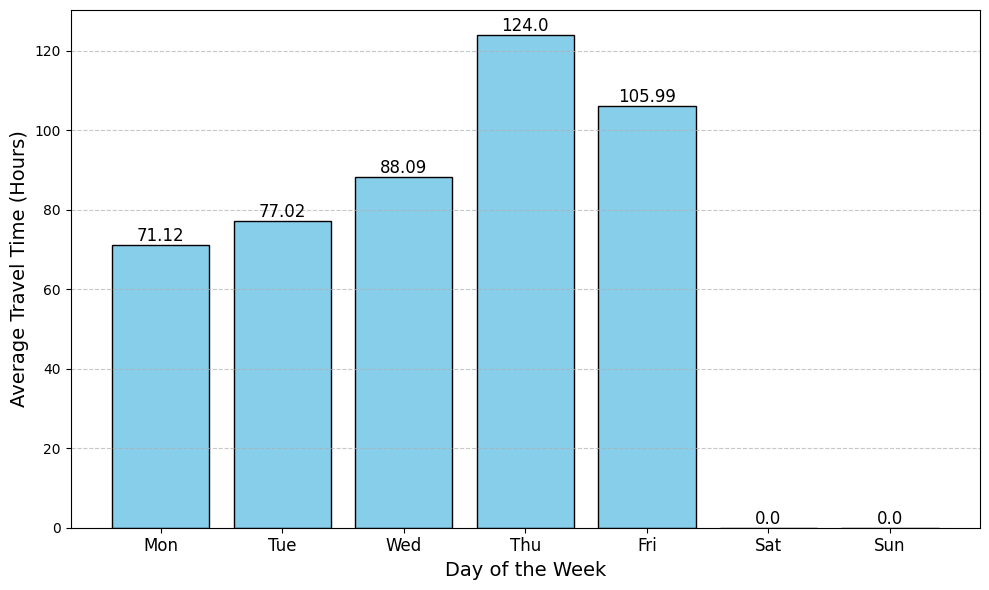 Average Travel Time (Hours)
120
100
80
60
40
20
0
71.12
77.02
88.09
124.0
105.99
0.0
0.0
Mon
Tue
Wed
Thu
Fri
Sat
Sun
Day of the Week